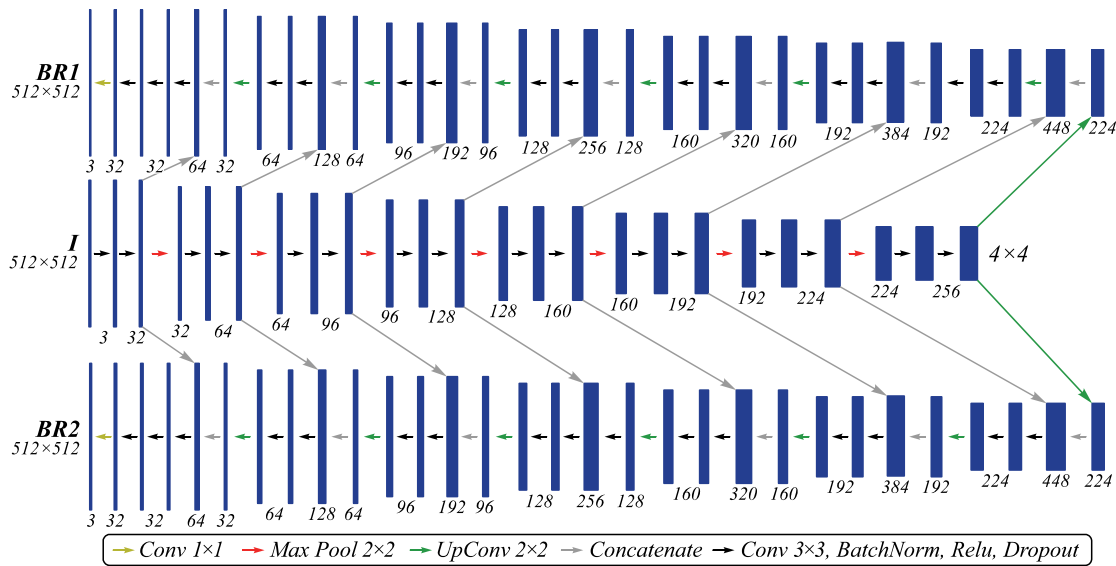 BR1
512×512
3 32 32 64 32 64 128 64 96 192 96 128 256 128 160 320 160 192 384 192 224 448 224
I
512×512
4×4
3 32 32 64 64 96 96 128 128 160 160 192 192 224 224 256
BR2
512×512
3 32 32 64 32 64 128 64 96 192 96 128 256 128 160 320 160 192 384 192 224 448 224
Conv 1×1 Max Pool 2×2 UpConv 2×2 Concatenate Conv 3×3, BatchNorm, Relu, Dropout